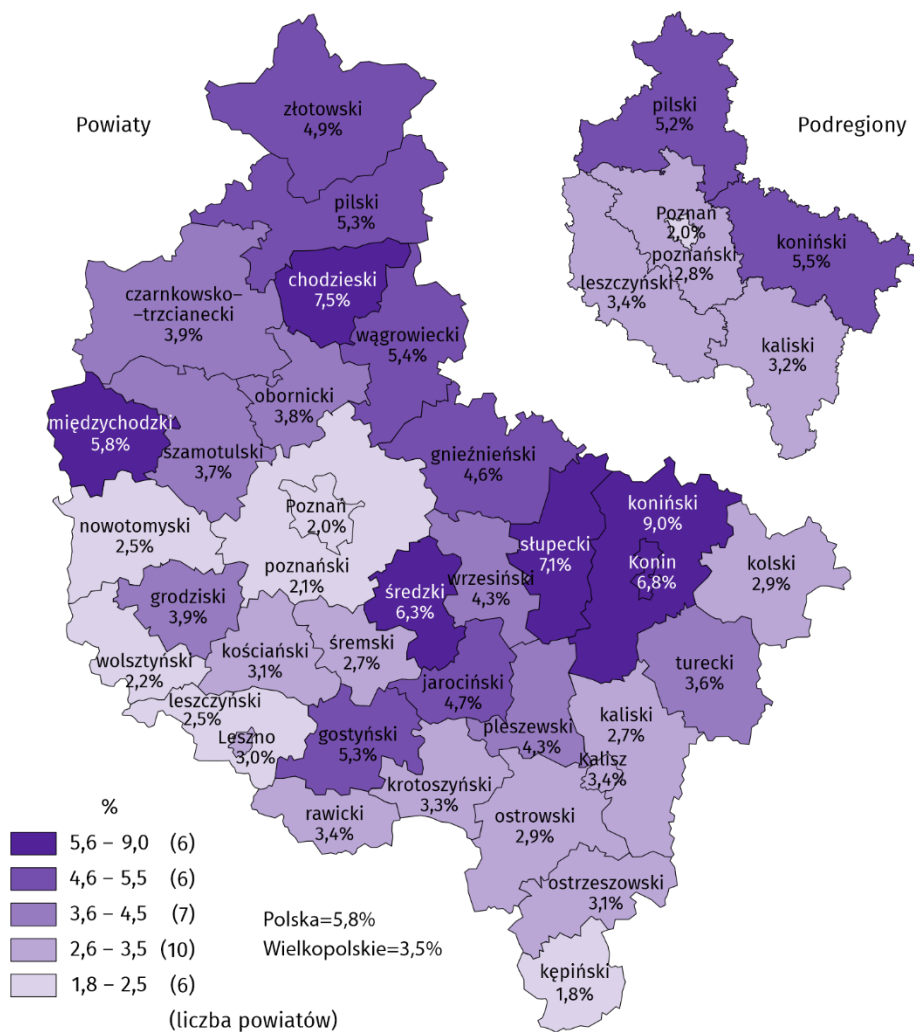 Powiaty
złotowski
4,9%
pilski
5,3%
chodzieski
7,5%
czarnkowsko–
–trzcianecki
3,9%
wągrowiecki
5,4%
obornicki
3,8%
międzychodzki
5,8%
szamotulski
3,7%
gnieźnieński
4,6%
nowotomyski
2,5%
Poznań
2,0%
poznański
2,1%
słupecki
7,1%
koniński
9,0%
Konin
6,8%
kolski
2,9%
wrzesiński
4,3%
średzki
6,3%
grodziski
3,9%
kościański
3,1%
śremski
2,7%
turecki
3,6%
wolsztyński
2,2%
jarociński
4,7%
leszczyński
2,5%
Leszno
3,0%
gostyński
5,3%
pleszewski
4,3%
kaliski
2,7%
Kalisz
3,4%
krotoszyński
3,3%
rawicki
3,4%
ostrowski
2,9%
ostrzeszowski
3,1%
kępiński
1,8%
Podregiony
pilski
5,2%
Poznań
2,0%
poznański
2,8%
koniński
5,5%
leszczyński
3,4%
kaliski
3,2%
%
5,6 – 9,0 (6)
4,6 – 5,5 (6)
3,6 – 4,5 (7)
2,6 – 3,5 (10)
1,8 – 2,5 (6)
(liczba powiatów)
Polska=5,8%
Wielkopolskie=3,5%